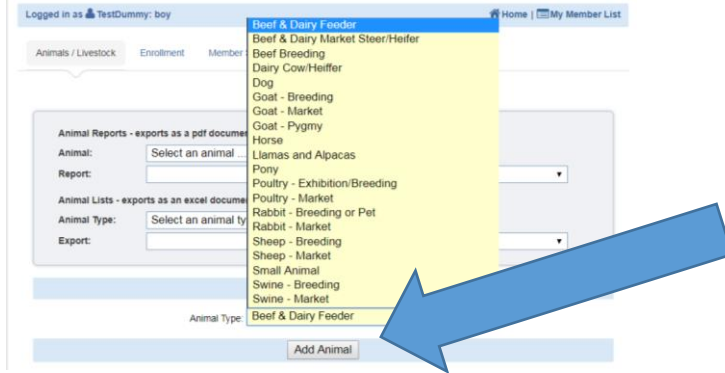 Logged in as TestDummy: boy
Home | My Member List
Animals / Livestock Enrollment Member
Beef & Dairy Feeder
Beef & Dairy Market Steer/Heifer
Beef Breeding
Dairy Cow/Heiffer
Dog
Goat - Breeding
Goat - Market
Goat - Pygmy
Horse
Llamas and Alpacas
Pony
Poultry - Exhibition/Breeding
Poultry - Market
Rabbit - Breeding or Pet
Rabbit - Market
Sheep - Breeding
Sheep - Market
Small Animal
Swine - Breeding
Swine - Market
Animal Reports - exports as a pdf documen
Animal: Select an animal ...
Report:
Animal Lists - exports as an excel docume
Animal Type: Select an animal ty
Export:
Animal Type: Beef & Dairy Feeder
Add Animal